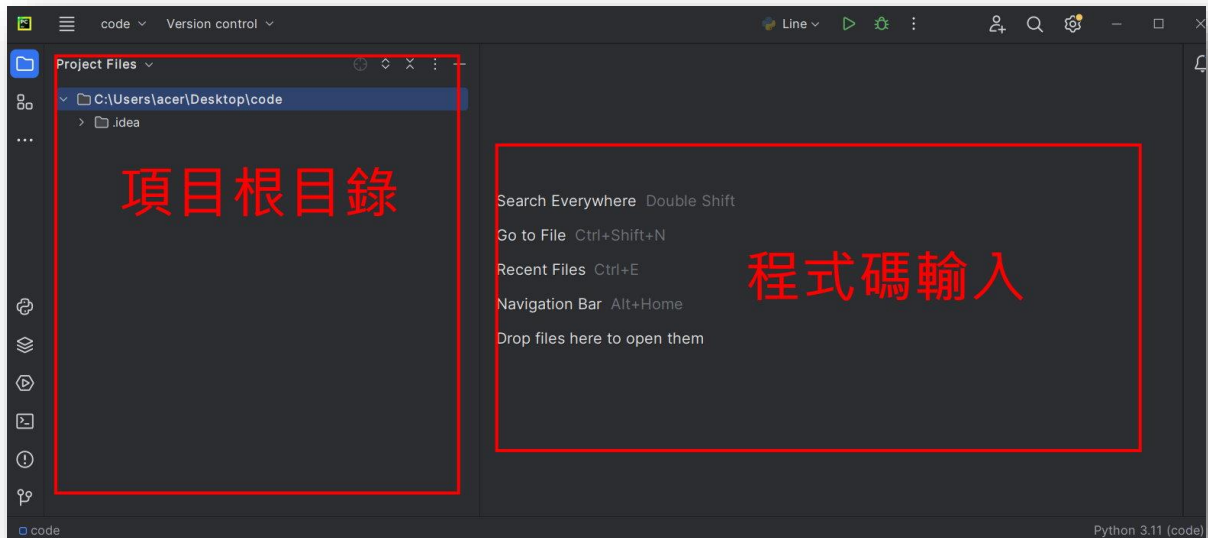 PC
code
Version control
Line
Project Files
C:\Users\acer\Desktop\code
.idea
項目根目錄
Search Everywhere Double Shift
Go to File Ctrl+Shift+N
Recent Files Ctrl+E
Navigation Bar Alt+Home
Drop files here to open them
程式碼輸入
code
Python 3.11 (code)